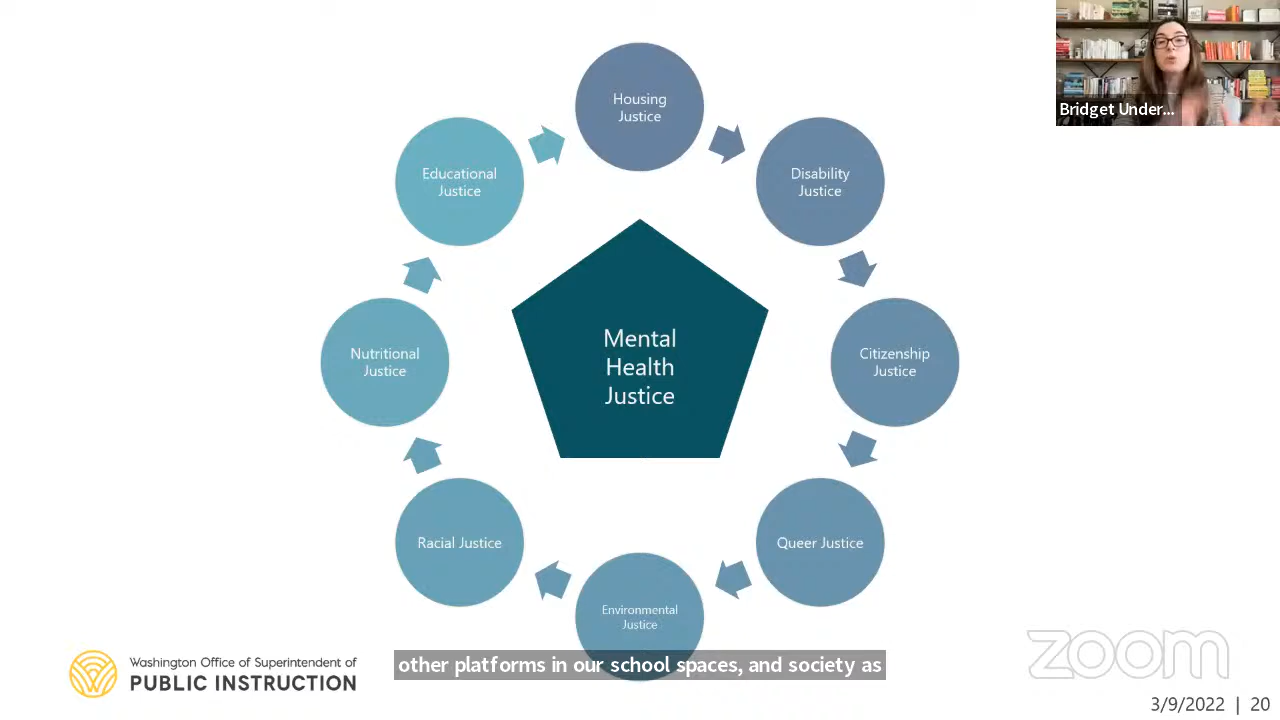 Housing
Justice
Bridget Under...
Educational
Justice
Disability
Justice
Mental
Health
Justice
Nutritional
Justice
Citizenship
Justice
Racial Justice
Queer Justice
Environmental
Justice
other platforms in our school spaces, and society as
Washington Office of Superintendent of
PUBLIC INSTRUCTION
zoom
3/9/2022 | 20